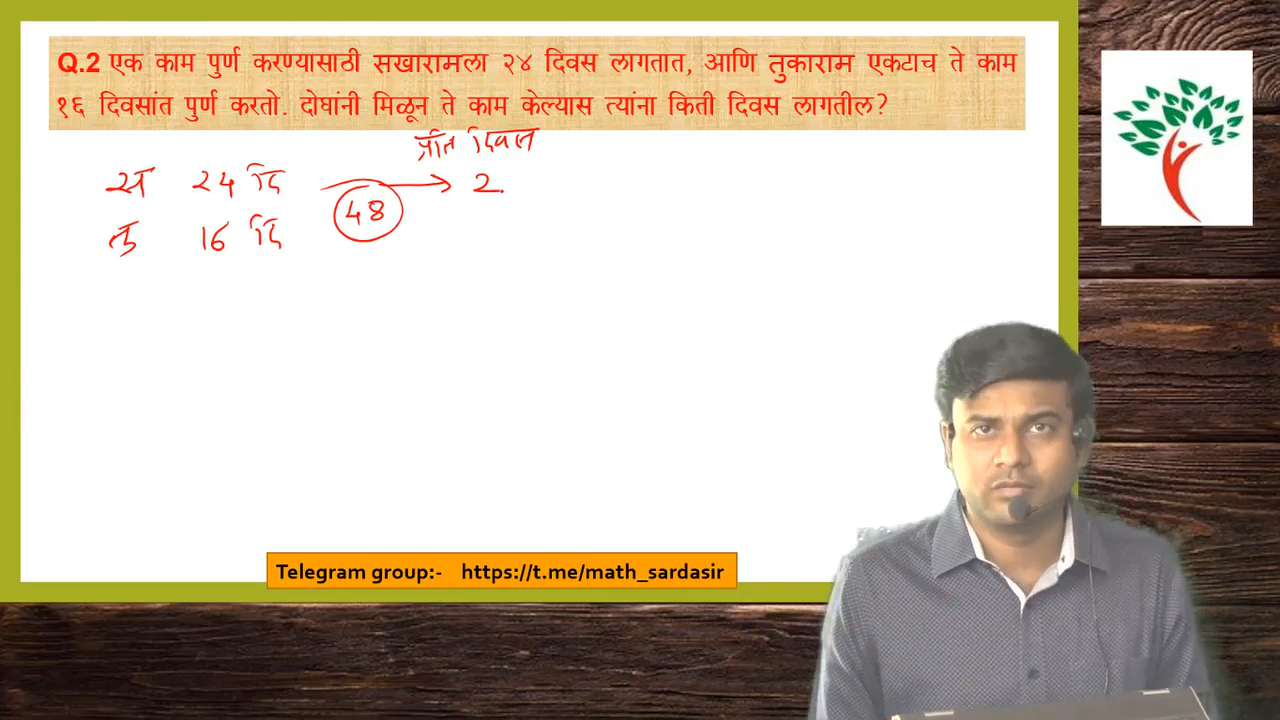 Q.2 एक काम पुर्ण करण्यासाठी सखारामला २४ दिवस लागतात, आणि तुकाराम एकटाच ते काम
१६ दिवसांत पुर्ण करतो. दोघांनी मिळून ते काम केल्यास त्यांना किती दिवस लागतील?
प्रति दिवस
स 24 दि 48 2.
तु 16 दि
Telegram group:- https://t.me/math_sardasir